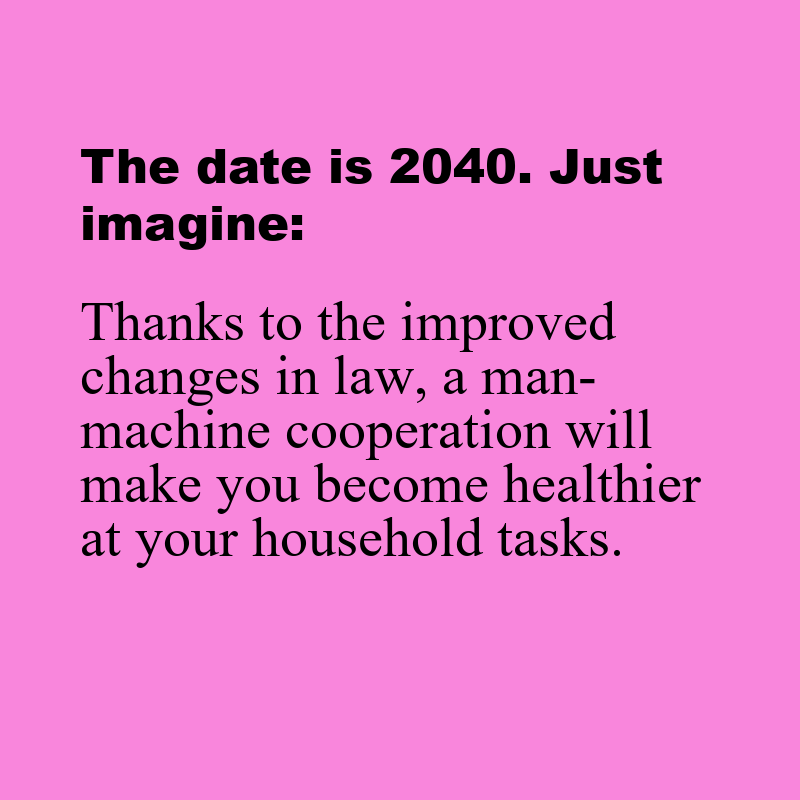 The date is 2040. Just
imagine:
Thanks to the improved
changes in law, a man-
machine cooperation will
make you become healthier
at your household tasks.